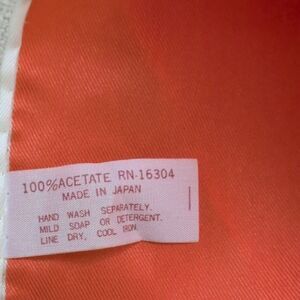 100%ACETATE RN-16304
MADE IN JAPAN
HAND WASH SEPARATELY.
MILD SOAP OR DETERGENT.
LINE DRY, COOL IRON.